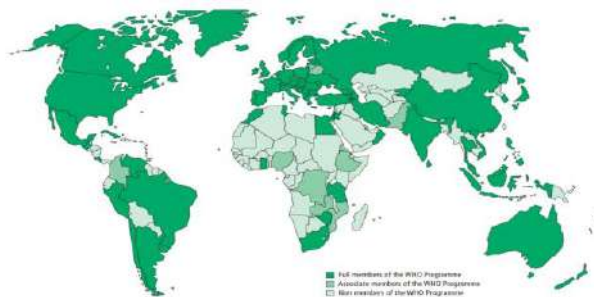 Full members of the WHO Programme
Associate members of the WHO Programme
Non members of the WHO Programme